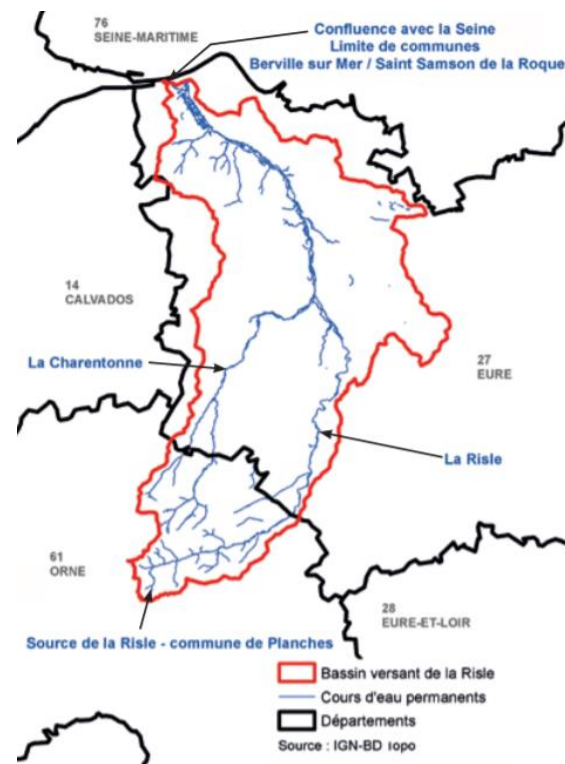 76
SEINE-MARITIME
Confluence avec la Seine
Limite de communes
Berville sur Mer / Saint Samson de la Roque
14
CALVADOS
27
EURE
La Charentonne
La Risle
61
ORNE
28
EURE-ET-LOIR
Source de la Risle - commune de Planches
Bassin versant de la Risle
Cours d'eau permanents
Départements
Source : IGN-BD Topo